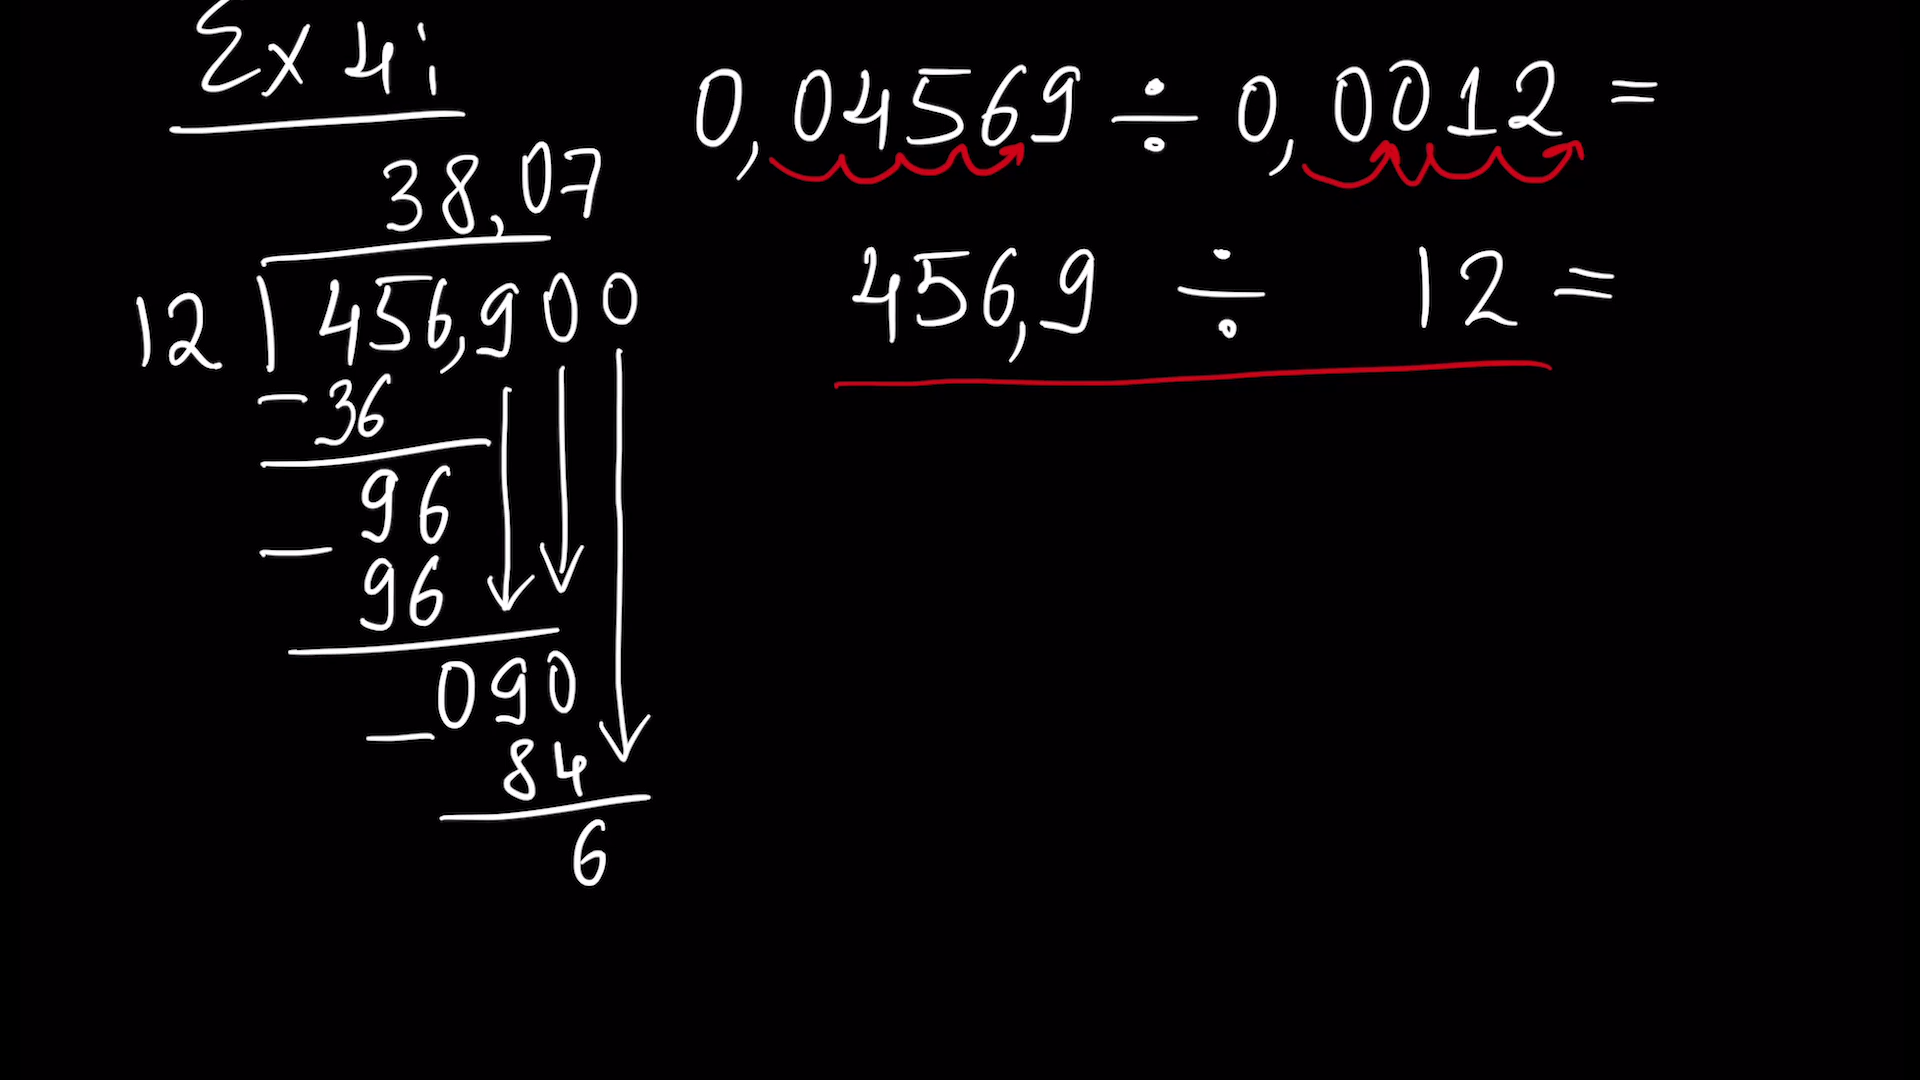 Ex 4i
0,04569 ÷ 0,0012 =
456,9 ÷ 12 =
38,07
12 | 456,900
− 36
96
− 96
− 090
84
6